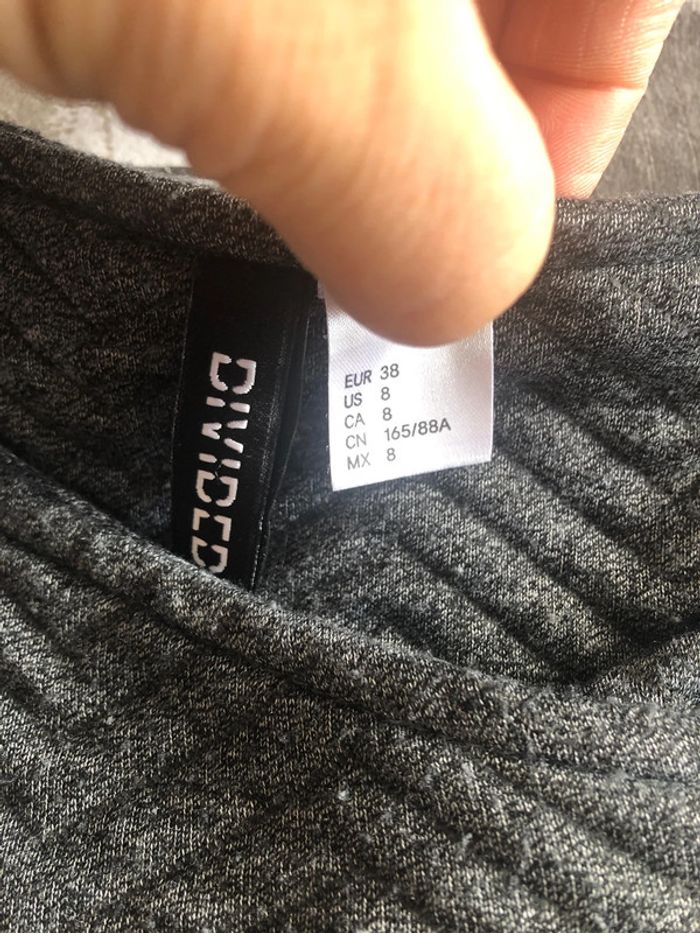 DIVIDED
EUR 38
US 8
CA 8
CN 165/88A
MX 8